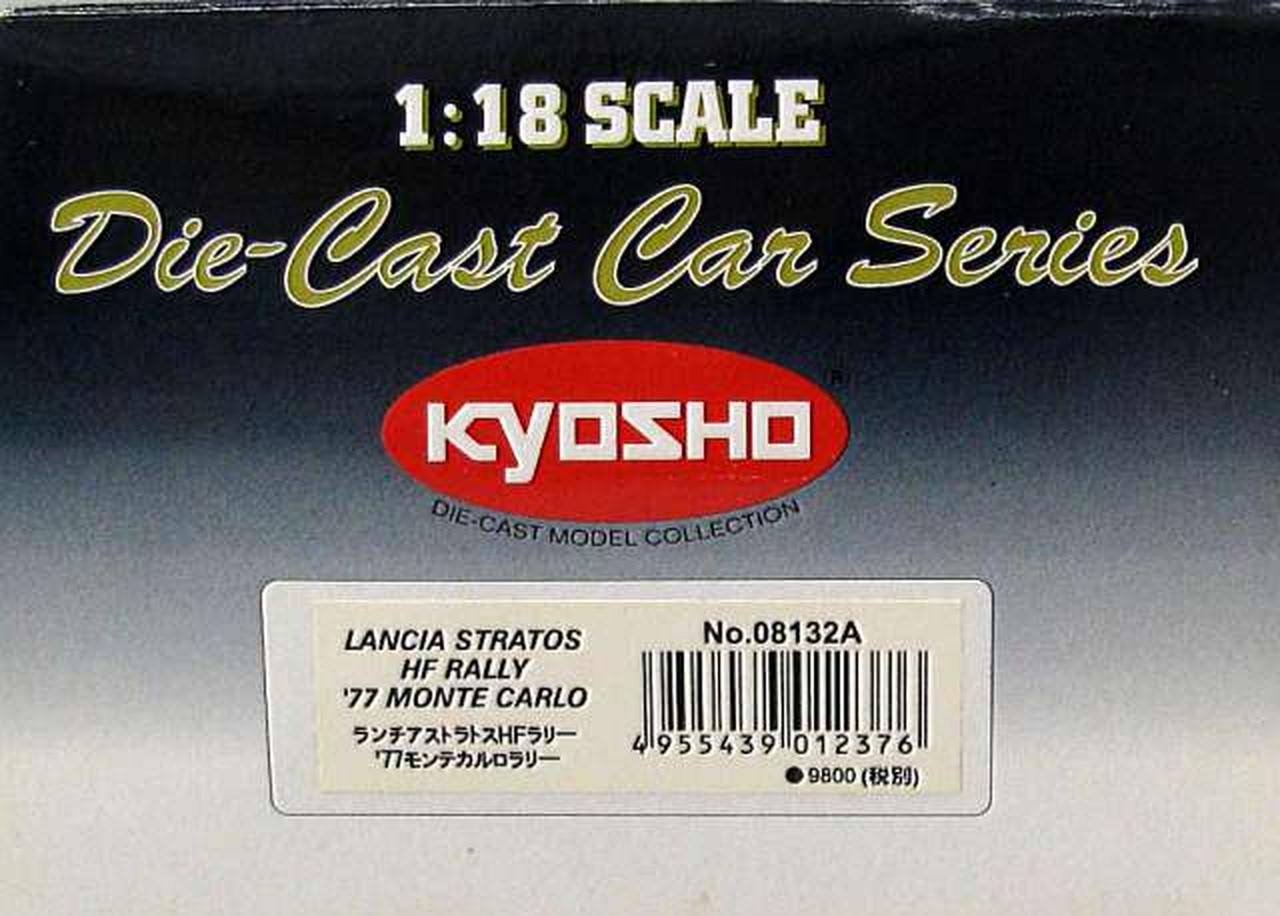 1:18 SCALE
Die-Cast Car Series
KYOSHO
®
DIE-CAST MODEL COLLECTION
LANCIA STRATOS
HF RALLY
'77 MONTE CARLO
ランチアストラトスHFラリー
'77モンテカルロラリー
No.08132A
4955439012376
●9800 (税別)